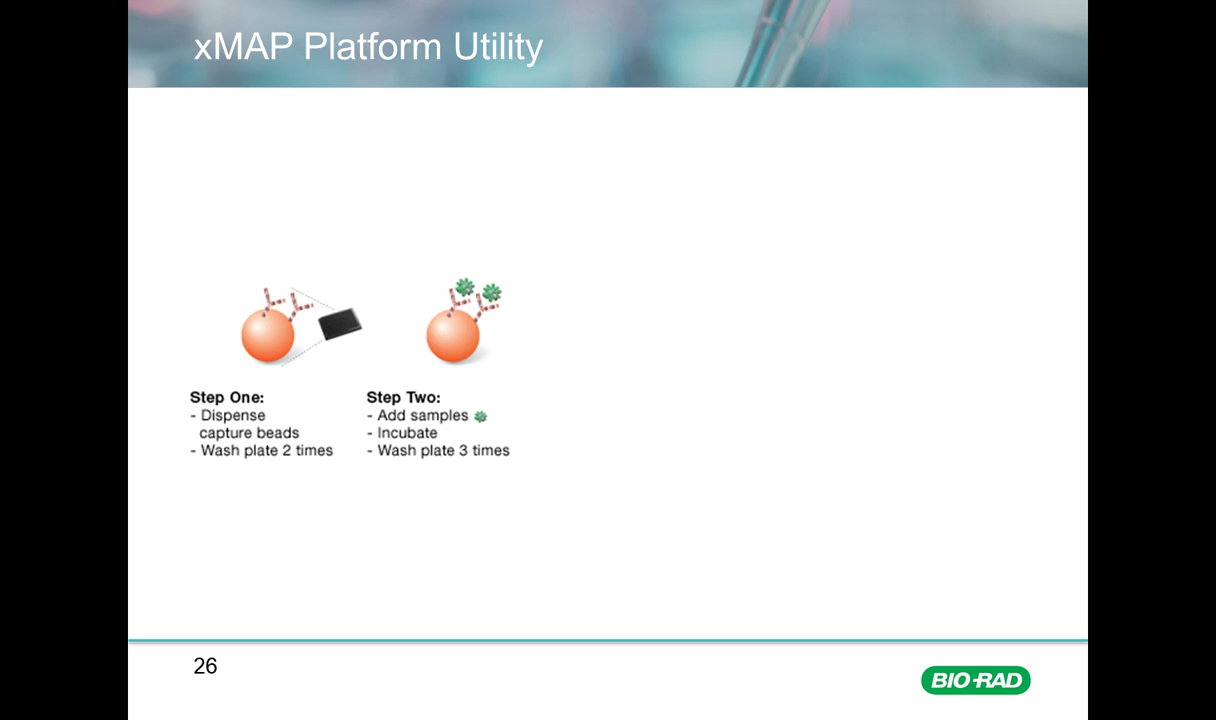 xMAP Platform Utility
Step One:
- Dispense
capture beads
- Wash plate 2 times
Step Two:
- Add samples
- Incubate
- Wash plate 3 times
26
BIO-RAD